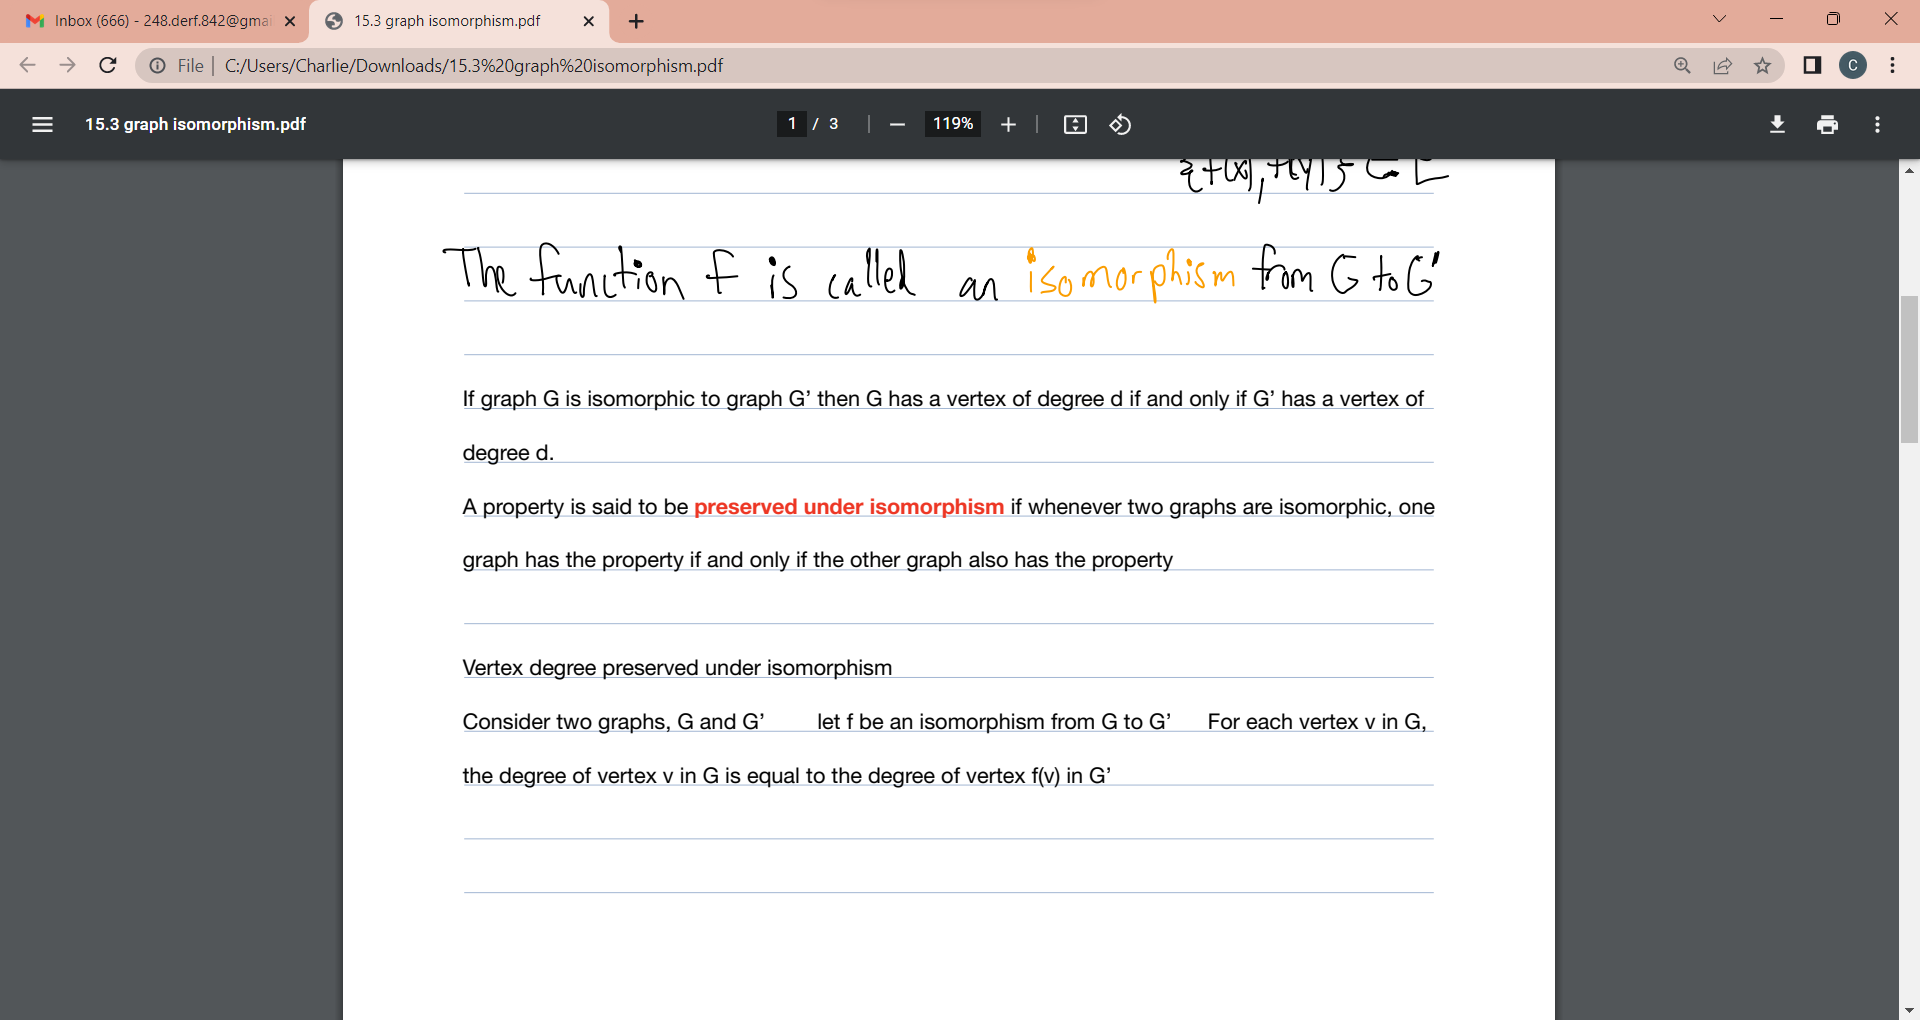 Inbox (666) - 248.derf.842@gmai
15.3 graph isomorphism.pdf
File | C:/Users/Charlie/Downloads/15.3%20graph%20isomorphism.pdf
C
15.3 graph isomorphism.pdf
1 / 3
119%
{f(x), f(y)} ∈ E
The function f is called an isomorphism from G to G'
If graph G is isomorphic to graph G’ then G has a vertex of degree d if and only if G’ has a vertex of
degree d.
A property is said to be preserved under isomorphism if whenever two graphs are isomorphic, one
graph has the property if and only if the other graph also has the property
Vertex degree preserved under isomorphism
Consider two graphs, G and G’ let f be an isomorphism from G to G’ For each vertex v in G,
the degree of vertex v in G is equal to the degree of vertex f(v) in G’